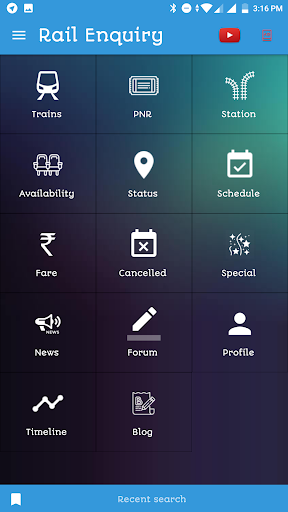 3:16 PM
Rail Enquiry
Trains
PNR
Station
Availability
Status
Schedule
₹
Fare
Cancelled
Special
NEWS
News
Forum
Profile
Timeline
Blog
Recent search